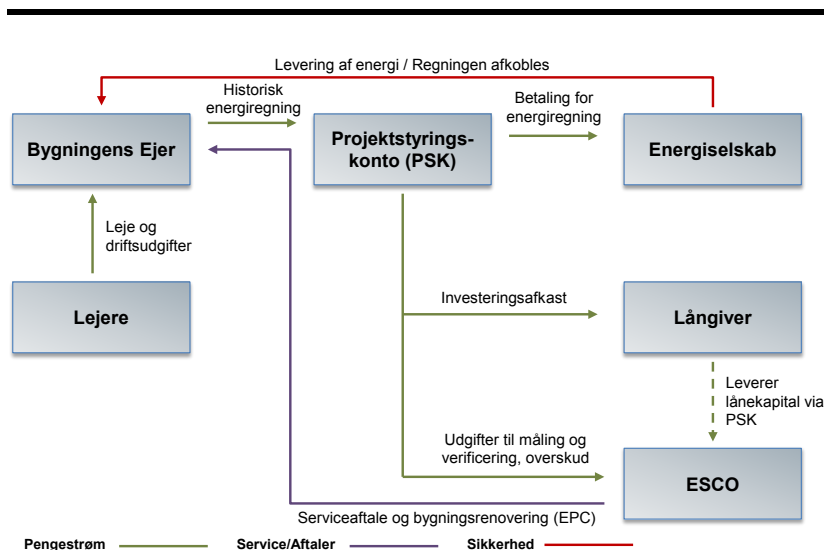 Levering af energi / Regningen afkobles
Historisk
energiregning
Betaling for
energiregning
Bygningens Ejer
Projektstyrings-
konto (PSK)
Energiselskab
Leje og
driftsudgifter
Lejere
Investeringsafkast
Långiver
Leverer
lånekapital via
PSK
Udgifter til måling og
verificering, overskud
ESCO
Serviceaftale og bygningsrenovering (EPC)
Pengestrøm
Service/Aftaler
Sikkerhed